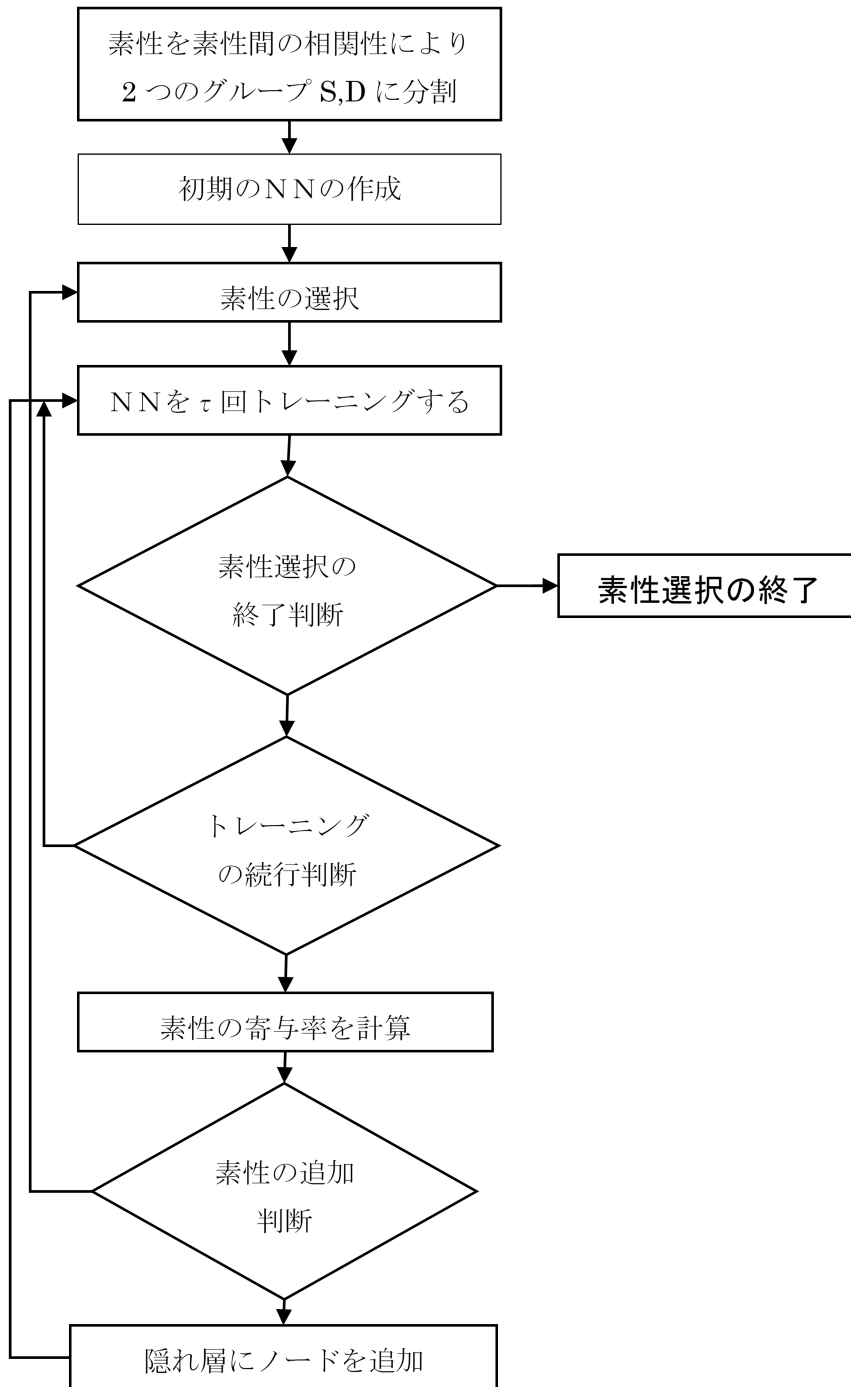 素性を素性間の相関性により
2 つのグループ S,D に分割
初期のＮＮの作成
素性の選択
ＮＮを τ 回トレーニングする
素性選択の
終了判断
素性選択の終了
トレーニング
の続行判断
素性の寄与率を計算
素性の追加
判断
隠れ層にノードを追加